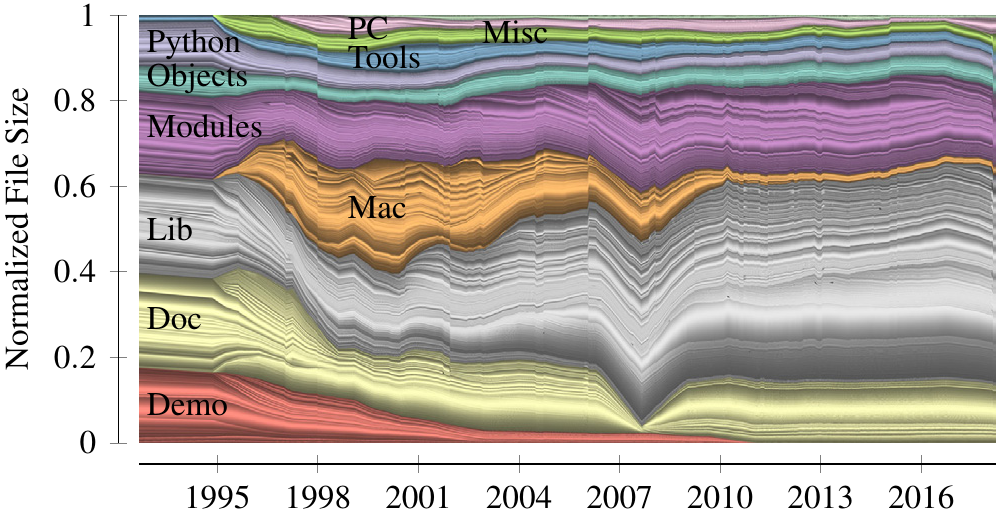 Normalized File Size
1
0.8
0.6
0.4
0.2
0
Python
Objects
Modules
Lib
Doc
Demo
PC
Tools
Misc
Mac
1995 1998 2001 2004 2007 2010 2013 2016